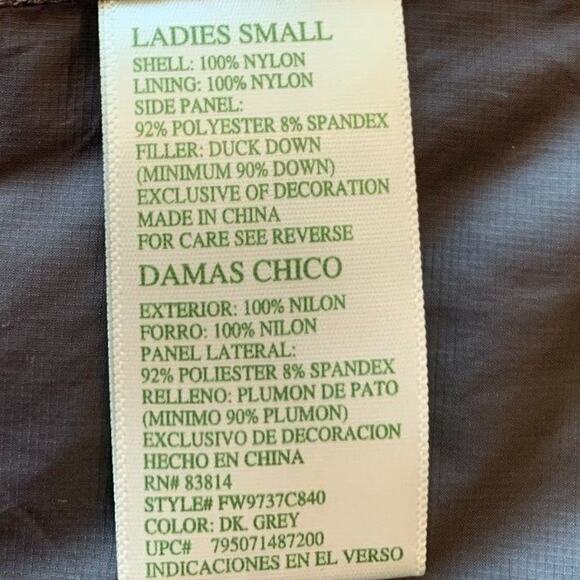 LADIES SMALL
SHELL: 100% NYLON
LINING: 100% NYLON
SIDE PANEL:
92% POLYESTER 8% SPANDEX
FILLER: DUCK DOWN
(MINIMUM 90% DOWN)
EXCLUSIVE OF DECORATION
MADE IN CHINA
FOR CARE SEE REVERSE
DAMAS CHICO
EXTERIOR: 100% NILON
FORRO: 100% NILON
PANEL LATERAL:
92% POLIESTER 8% SPANDEX
RELLENO: PLUMON DE PATO
(MINIMO 90% PLUMON)
EXCLUSIVO DE DECORACION
HECHO EN CHINA
RN# 83814
STYLE# FW9737C840
COLOR: DK. GREY
UPC# 795071487200
INDICACIONES EN EL VERSO